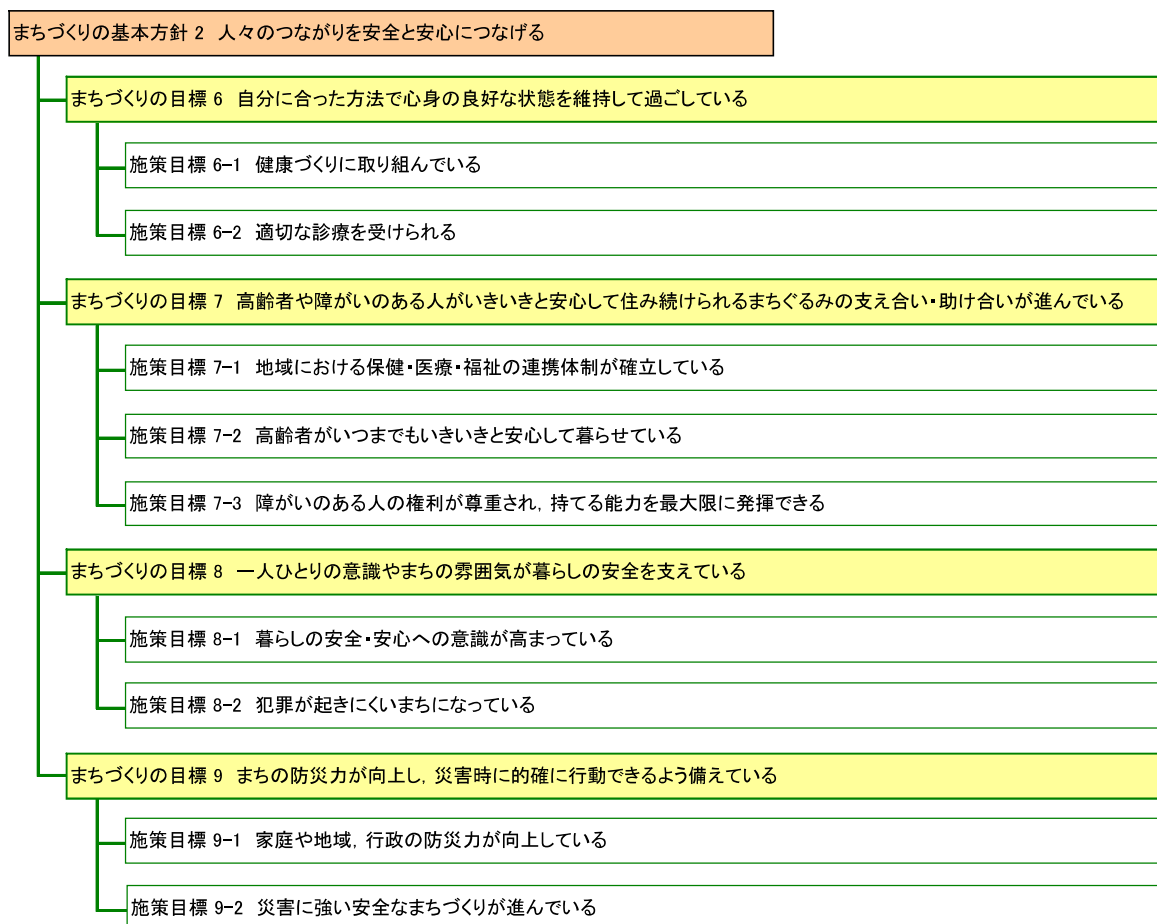 まちづくりの基本方針 2 人々のつながりを安全と安心につなげる
まちづくりの目標 6 自分に合った方法で心身の良好な状態を維持して過ごしている
施策目標 6-1 健康づくりに取り組んでいる
施策目標 6-2 適切な診療を受けられる
まちづくりの目標 7 高齢者や障がいのある人がいきいきと安心して住み続けられるまちぐるみの支え合い・助け合いが進んでいる
施策目標 7-1 地域における保健・医療・福祉の連携体制が確立している
施策目標 7-2 高齢者がいつまでもいきいきと安心して暮らせている
施策目標 7-3 障がいのある人の権利が尊重され，持てる能力を最大限に発揮できる
まちづくりの目標 8 一人ひとりの意識やまちの雰囲気が暮らしの安全を支えている
施策目標 8-1 暮らしの安全・安心への意識が高まっている
施策目標 8-2 犯罪が起きにくいまちになっている
まちづくりの目標 9 まちの防災力が向上し，災害時に的確に行動できるよう備えている
施策目標 9-1 家庭や地域，行政の防災力が向上している
施策目標 9-2 災害に強い安全なまちづくりが進んでいる